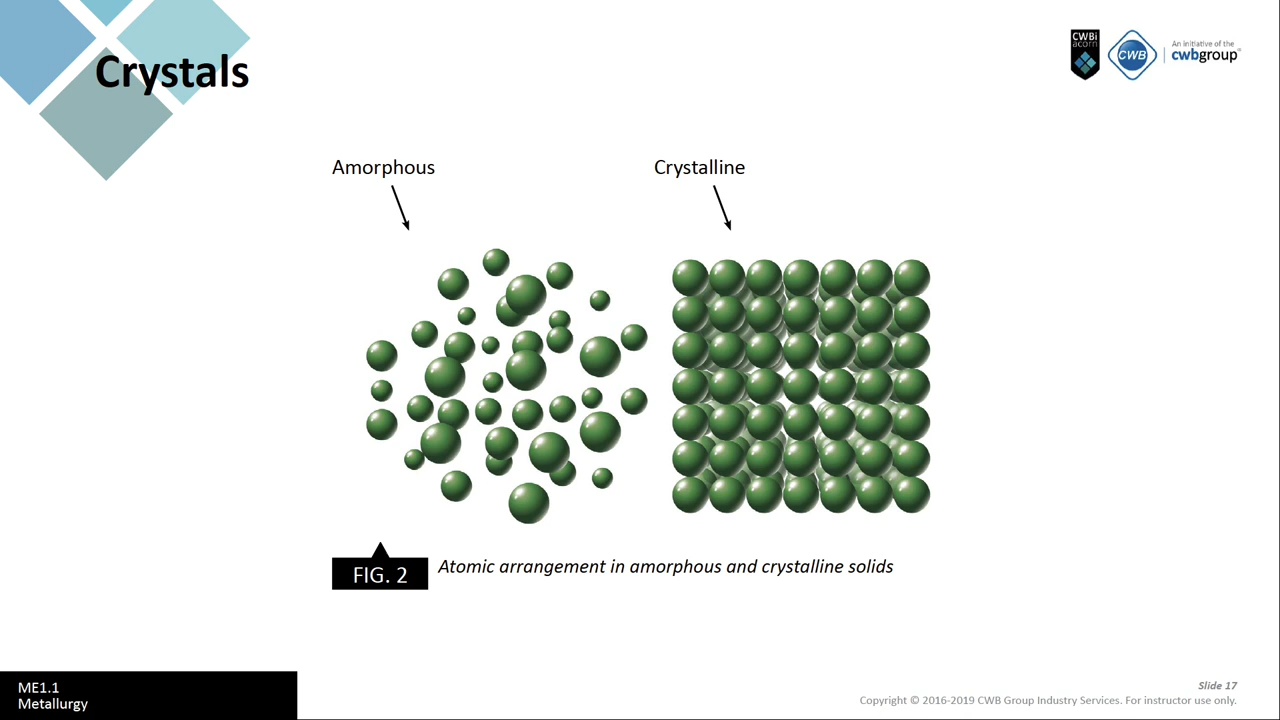 Crystals
CWBi
acorn
CWB
An initiative of the
cwbgroup®
Amorphous
Crystalline
FIG. 2
Atomic arrangement in amorphous and crystalline solids
ME1.1
Metallurgy
Slide 17
Copyright © 2016-2019 CWB Group Industry Services. For instructor use only.